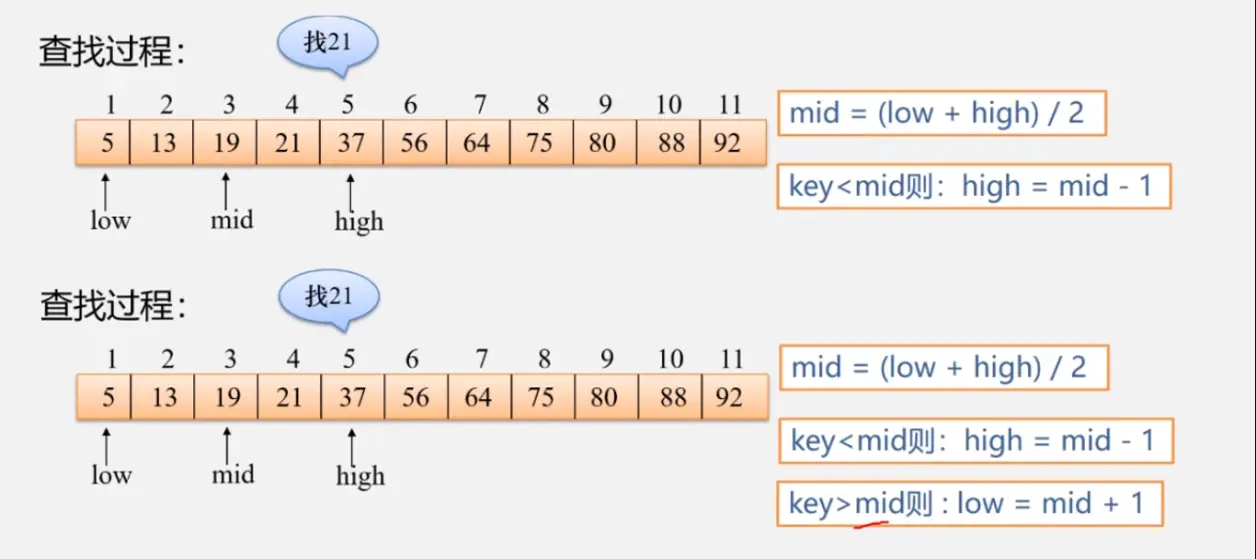 查找过程：
找21
1 2 3 4 5 6 7 8 9 10 11
5 13 19 21 37 56 64 75 80 88 92
low mid high
mid = (low + high) / 2
key<mid则：high = mid - 1
查找过程：
找21
1 2 3 4 5 6 7 8 9 10 11
5 13 19 21 37 56 64 75 80 88 92
low mid high
mid = (low + high) / 2
key<mid则：high = mid - 1
key>mid则 : low = mid + 1